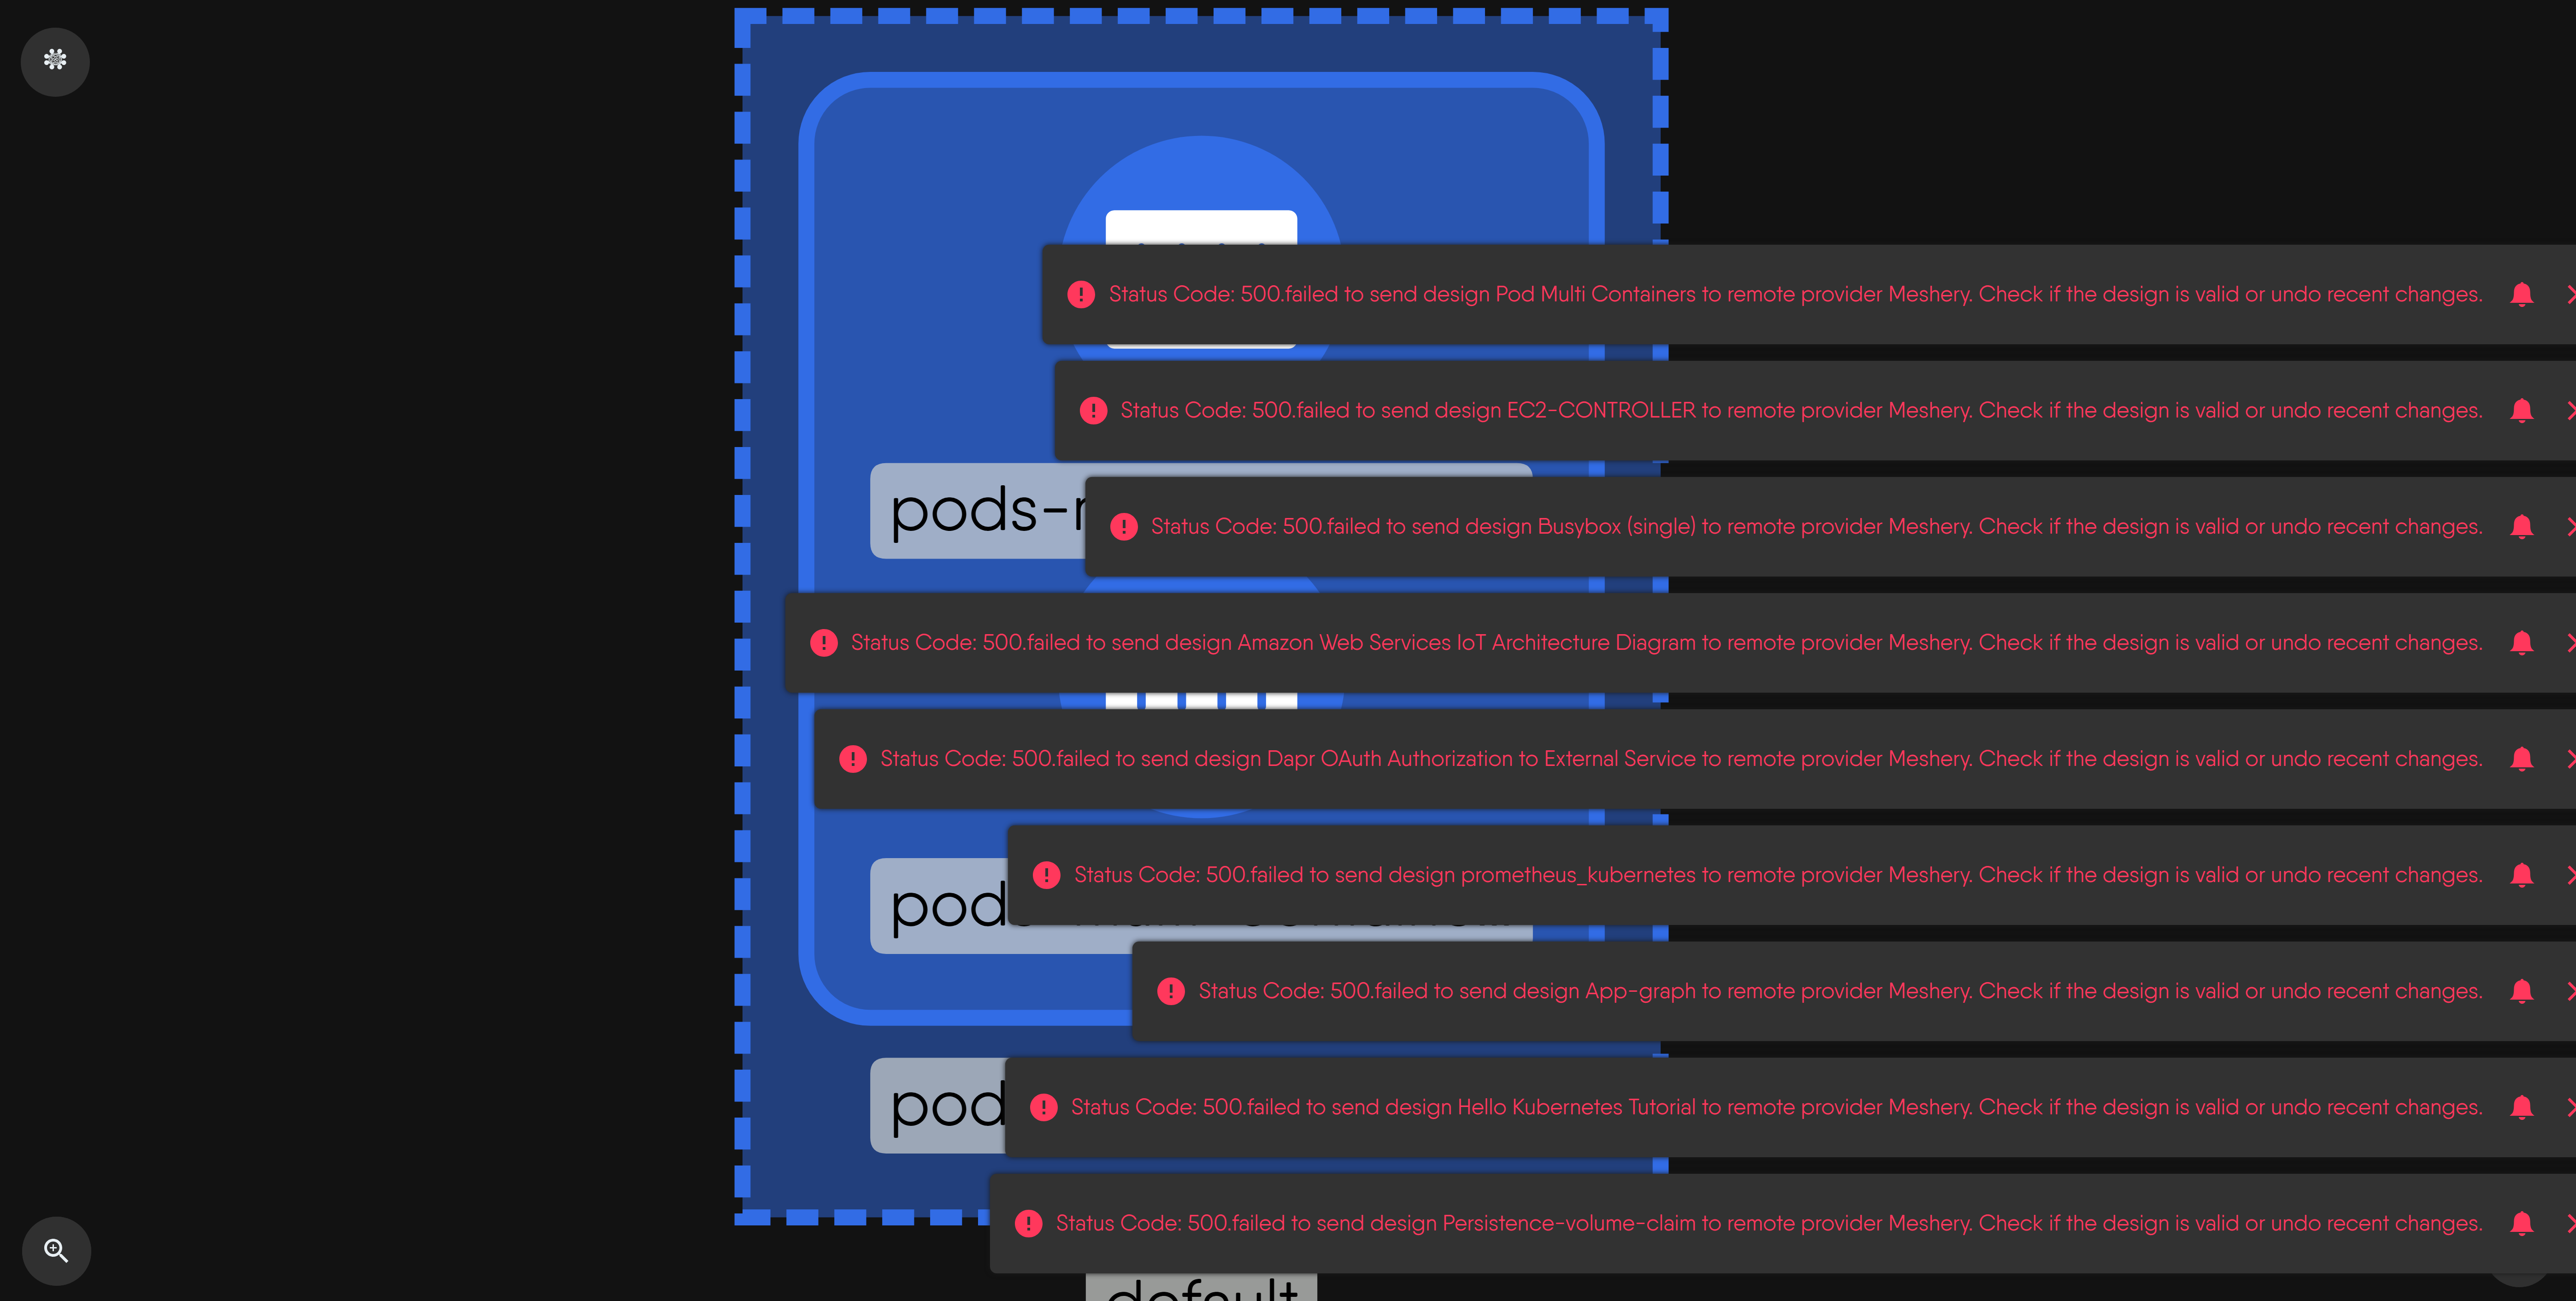 Status Code: 500.failed to send design Pod Multi Containers to remote provider Meshery. Check if the design is valid or undo recent changes.
Status Code: 500.failed to send design EC2-CONTROLLER to remote provider Meshery. Check if the design is valid or undo recent changes.
pods-
Status Code: 500.failed to send design Busybox (single) to remote provider Meshery. Check if the design is valid or undo recent changes.
Status Code: 500.failed to send design Amazon Web Services IoT Architecture Diagram to remote provider Meshery. Check if the design is valid or undo recent changes.
Status Code: 500.failed to send design Dapr OAuth Authorization to External Service to remote provider Meshery. Check if the design is valid or undo recent changes.
Status Code: 500.failed to send design prometheus_kubernetes to remote provider Meshery. Check if the design is valid or undo recent changes.
pod
Status Code: 500.failed to send design App-graph to remote provider Meshery. Check if the design is valid or undo recent changes.
pod
Status Code: 500.failed to send design Hello Kubernetes Tutorial to remote provider Meshery. Check if the design is valid or undo recent changes.
Status Code: 500.failed to send design Persistence-volume-claim to remote provider Meshery. Check if the design is valid or undo recent changes.
default